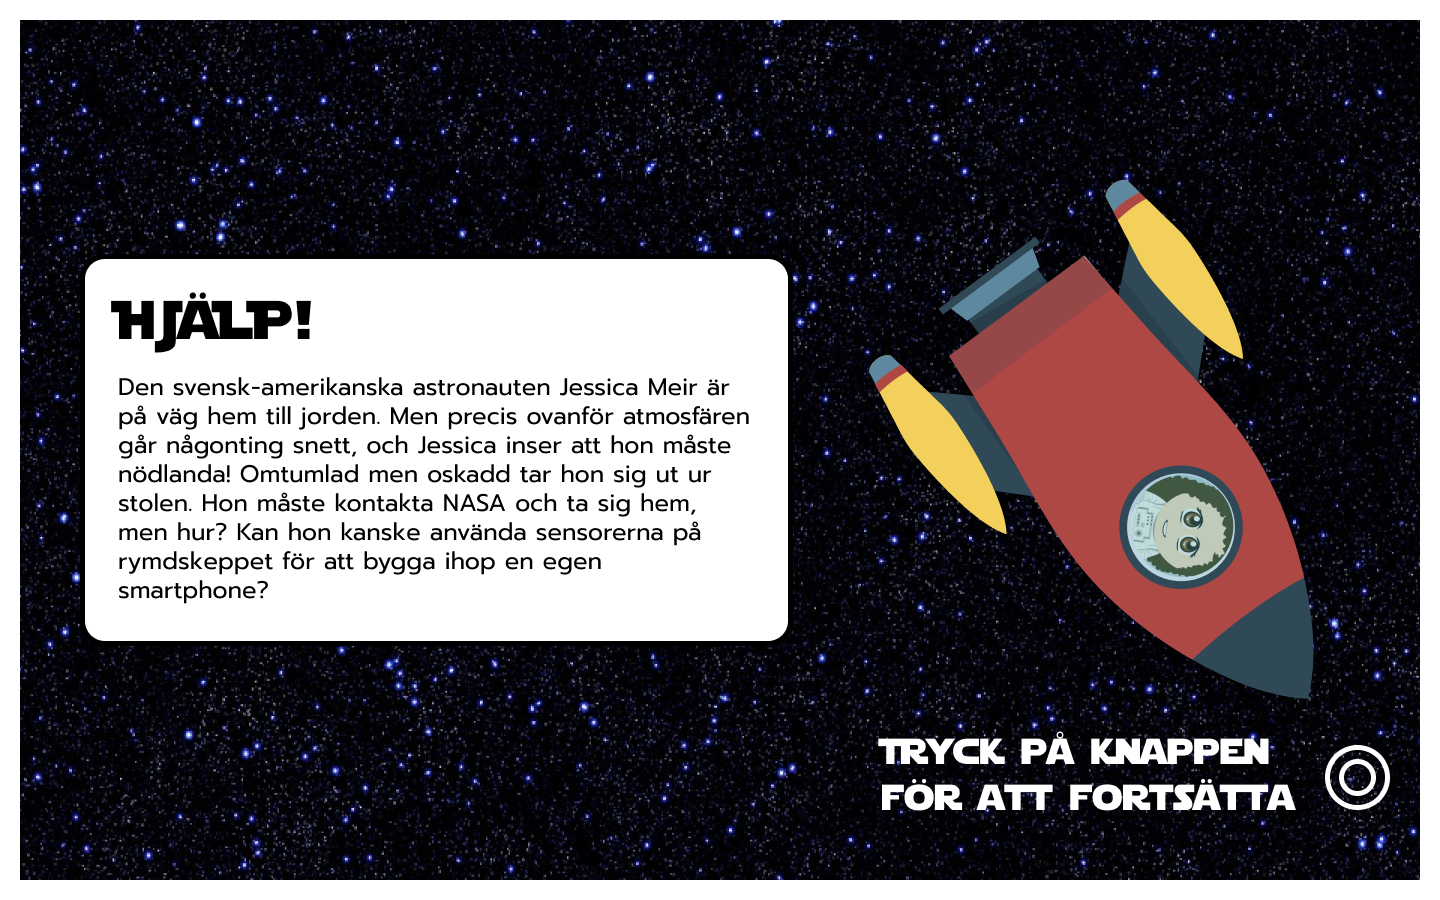 HJÄLP!
Den svensk-amerikanska astronauten Jessica Meir är
på väg hem till jorden. Men precis ovanför atmosfären
går någonting snett, och Jessica inser att hon måste
nödlanda! Omtumlad men oskadd tar hon sig ut ur
stolen. Hon måste kontakta NASA och ta sig hem,
men hur? Kan hon kanske använda sensorerna på
rymdskeppet för att bygga ihop en egen
smartphone?
TRYCK PÅ KNAPPEN
FÖR ATT FORTSÄTTA